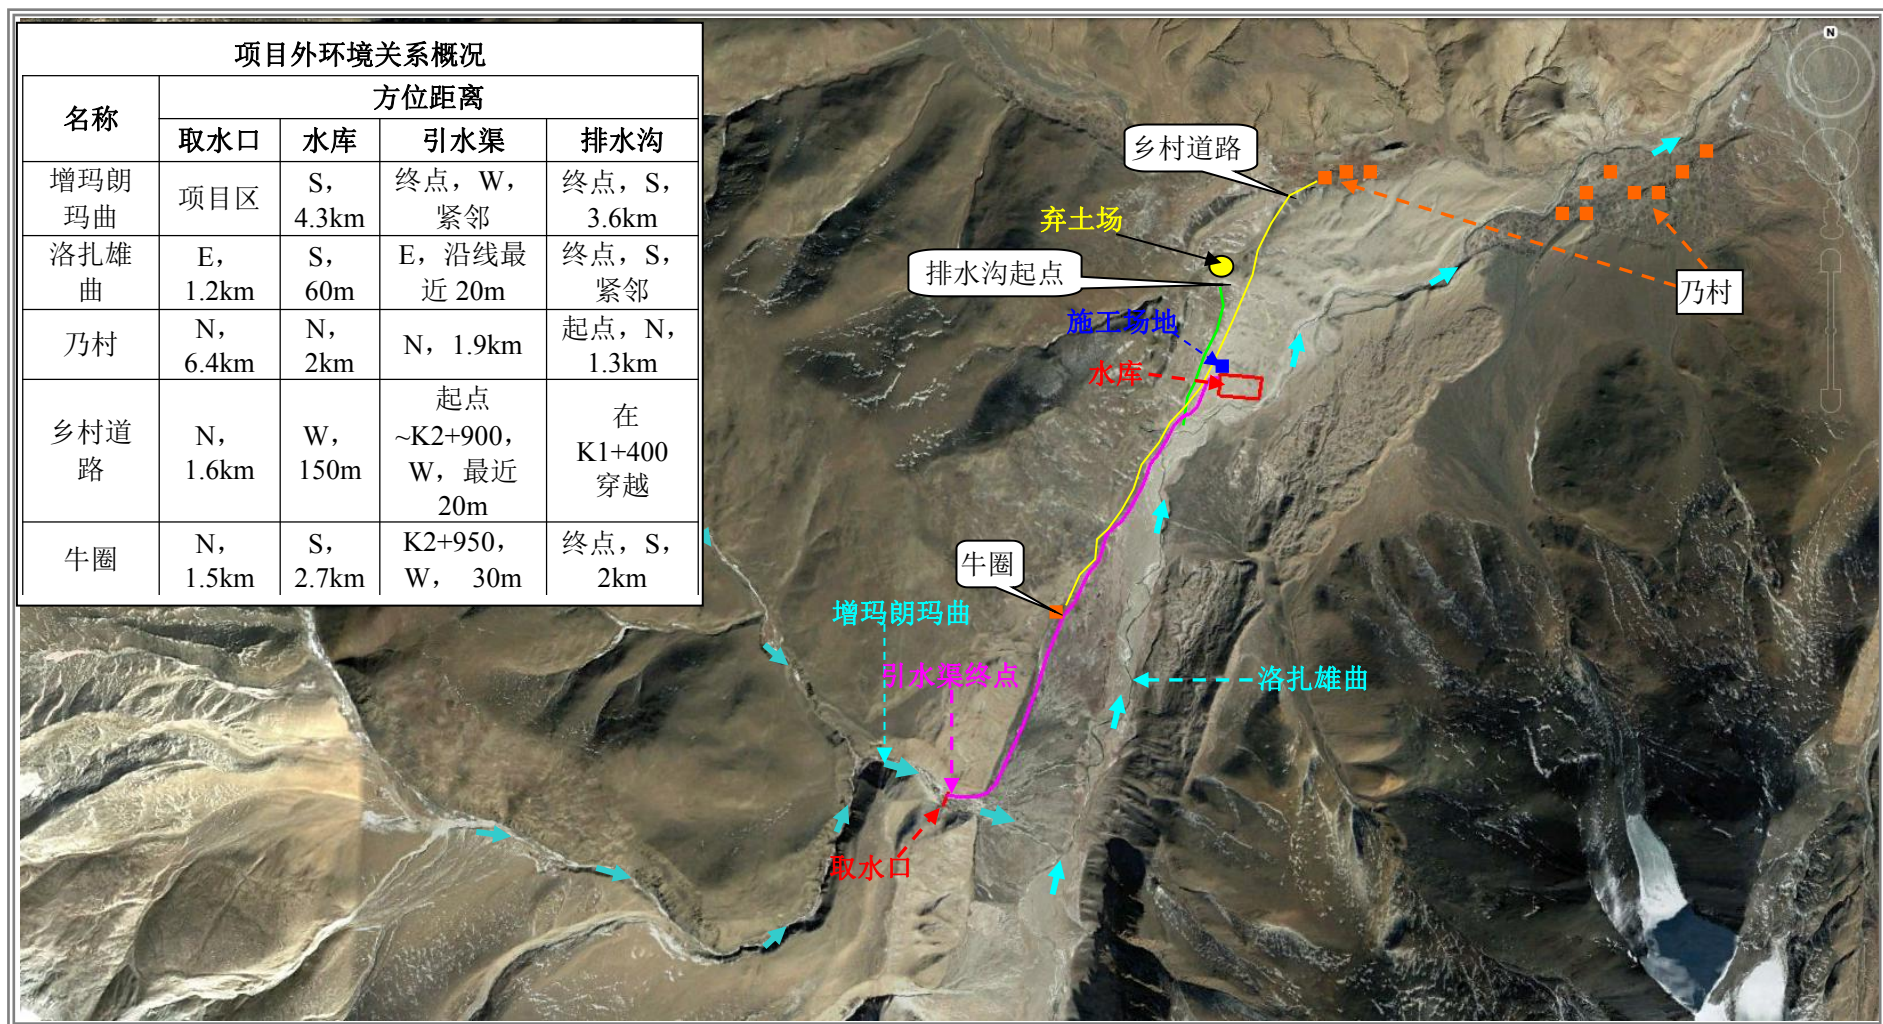 项目外环境关系概况
名称
方位距离
取水口
水库
引水渠
排水沟
增玛朗
玛曲
项目区
S,
4.3km
终点，W，
紧邻
终点，S，
3.6km
洛扎雄
曲
E，
1.2km
S，
60m
E，沿线最
近 20m
终点，S，
紧邻
乃村
N，
6.4km
N，
2km
N，1.9km
起点，N，
1.3km
乡村道
路
N，
1.6km
W，
150m
起点
~K2+900，
W，最近
20m
在
K1+400
穿越
牛圈
N，
1.5km
S，
2.7km
K2+950，
W， 30m
终点，S，
2km
N
乡村道路
弃土场
排水沟起点
乃村
施工场地
水库
牛圈
增玛朗玛曲
引水渠终点
洛扎雄曲
取水口